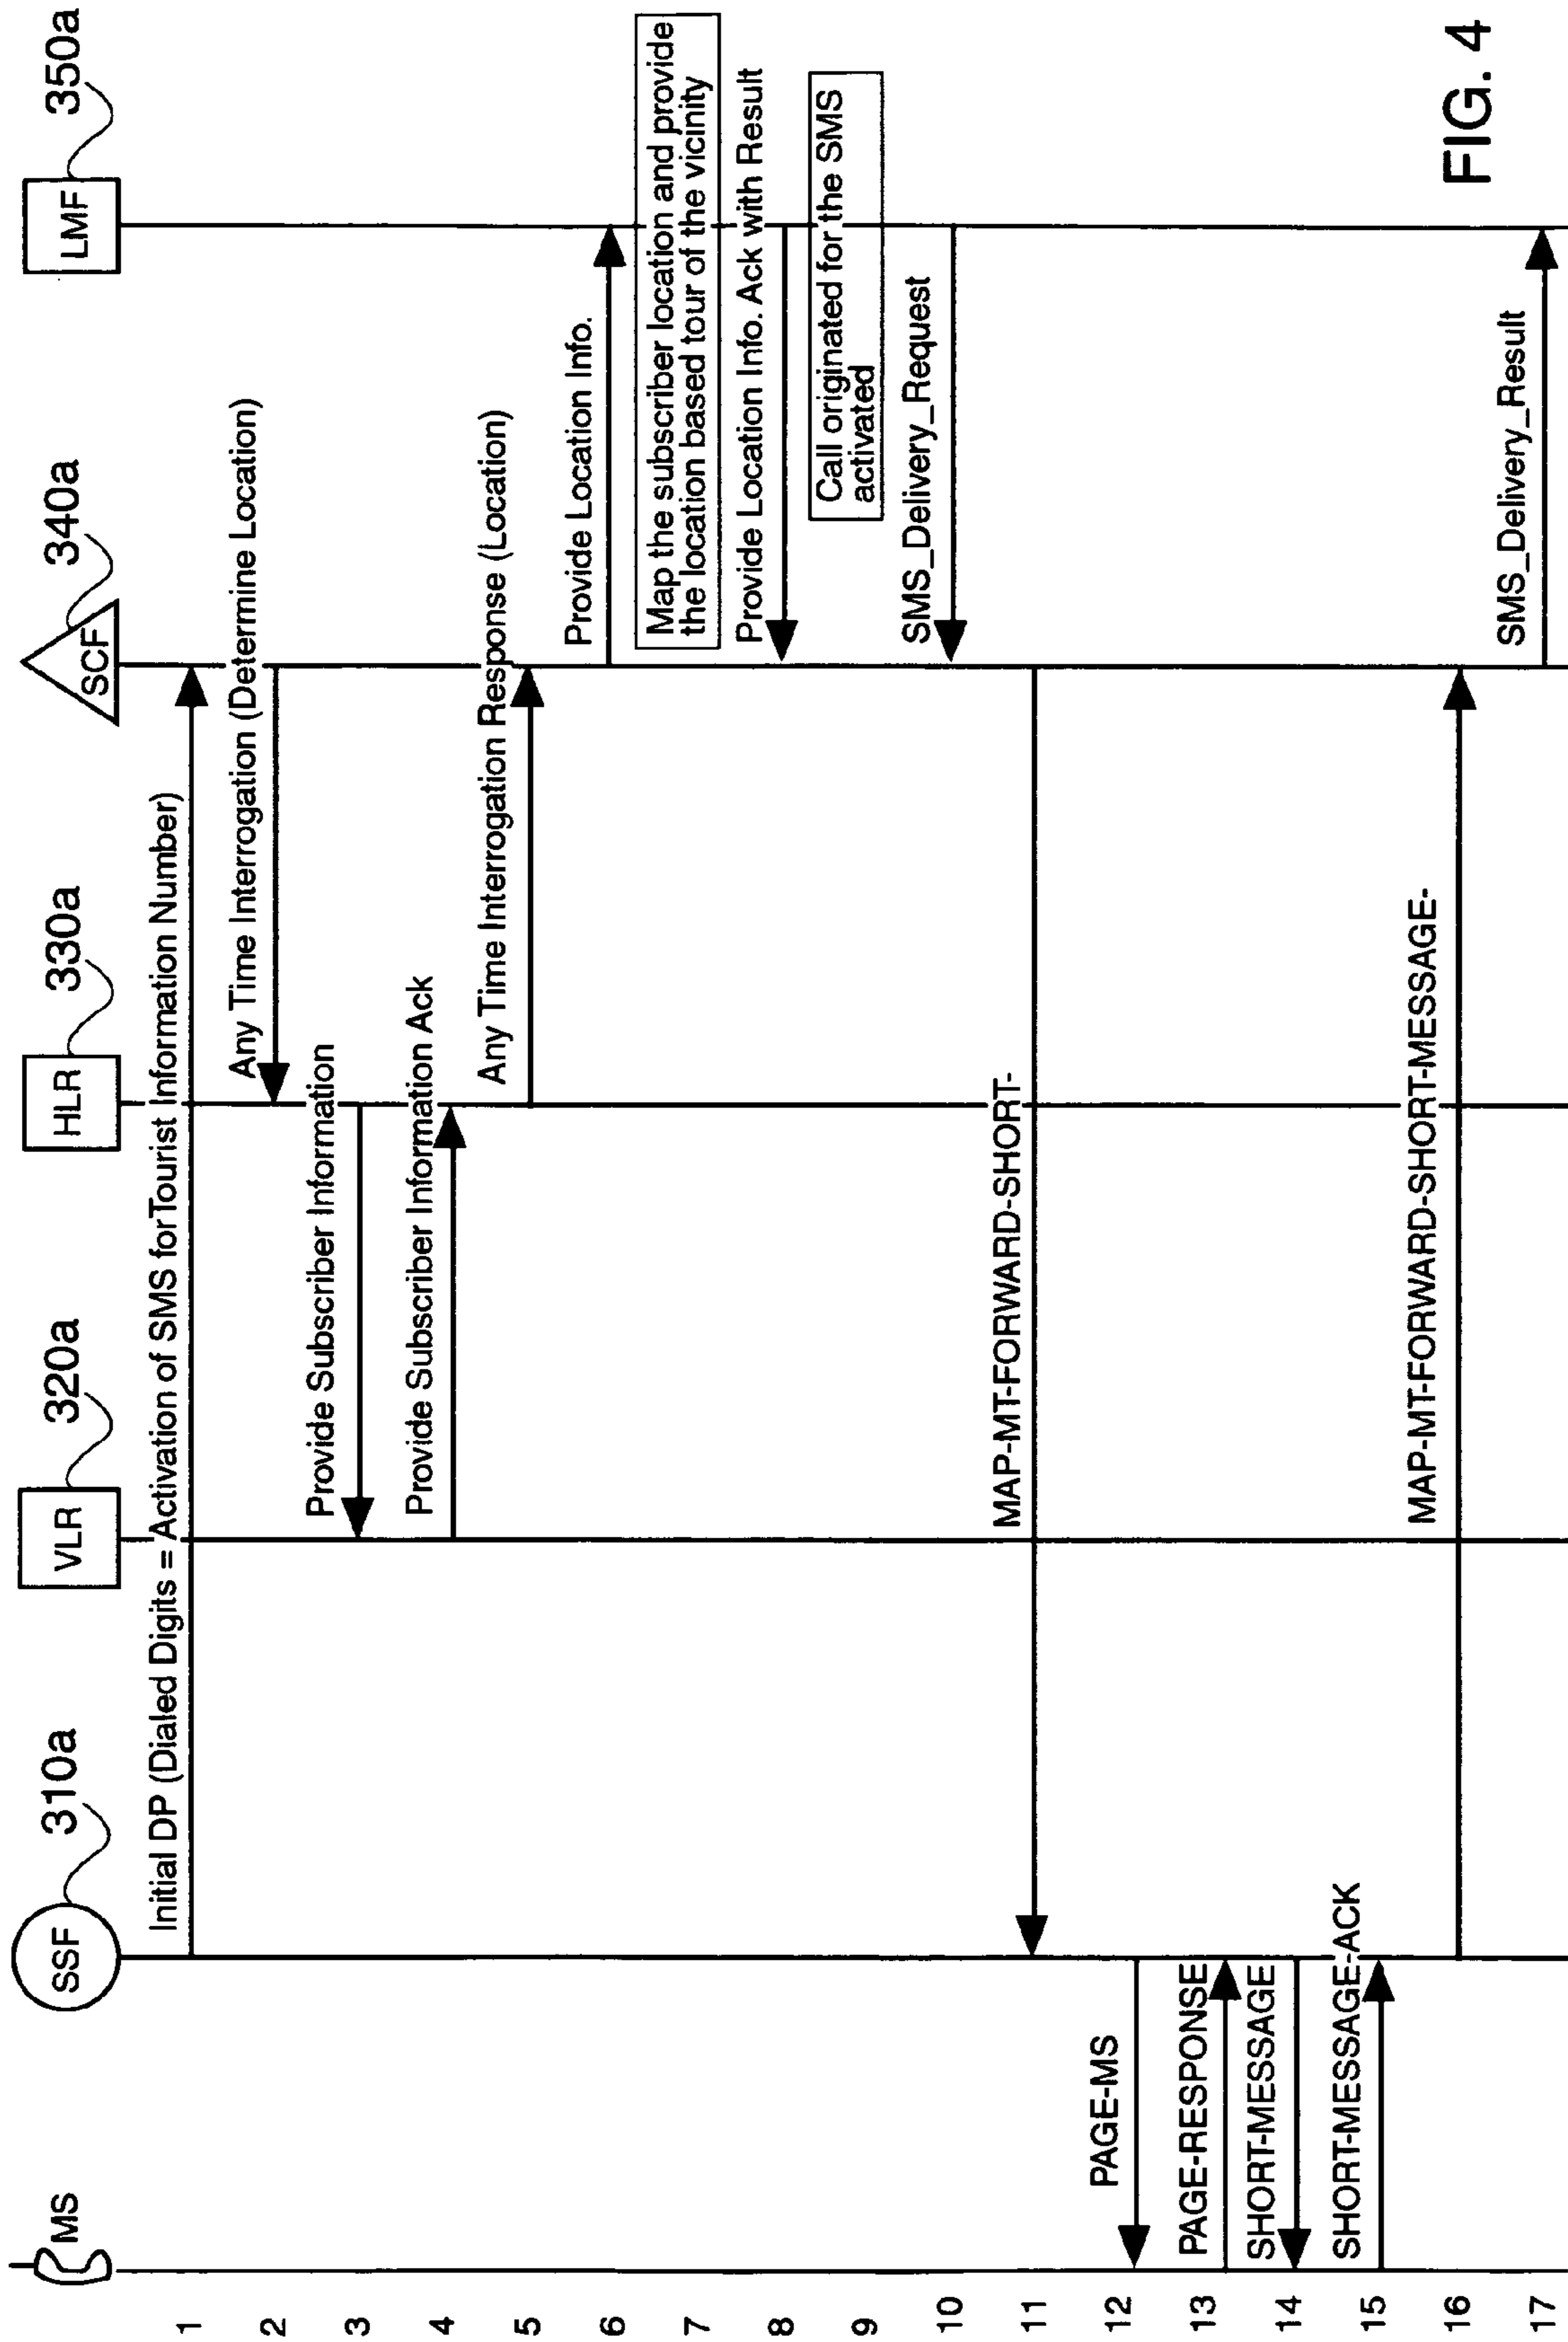 MS
SSF
310a
VLR
320a
HLR
330a
SCF
340a
LMF
350a
1
Initial DP (Dialed Digits = Activation of SMS forTourist Information Number)
2
Any Time Interrogation (Determine Location)
3
Provide Subscriber Information
4
Provide Subscriber Information Ack
5
Any Time Interrogation Response (Location)
6
Provide Location Info.
7
Map the subscriber location and provide
the location based tour of the vicinity
8
Provide Location Info. Ack with Result
9
Call originated for the SMS
activated
10
SMS_Delivery_Request
11
MAP-MT-FORWARD-SHORT-
12
PAGE-MS
13
PAGE-RESPONSE
14
SHORT-MESSAGE
15
SHORT-MESSAGE-ACK
16
MAP-MT-FORWARD-SHORT-MESSAGE-
17
SMS_Delivery_Result
FIG. 4